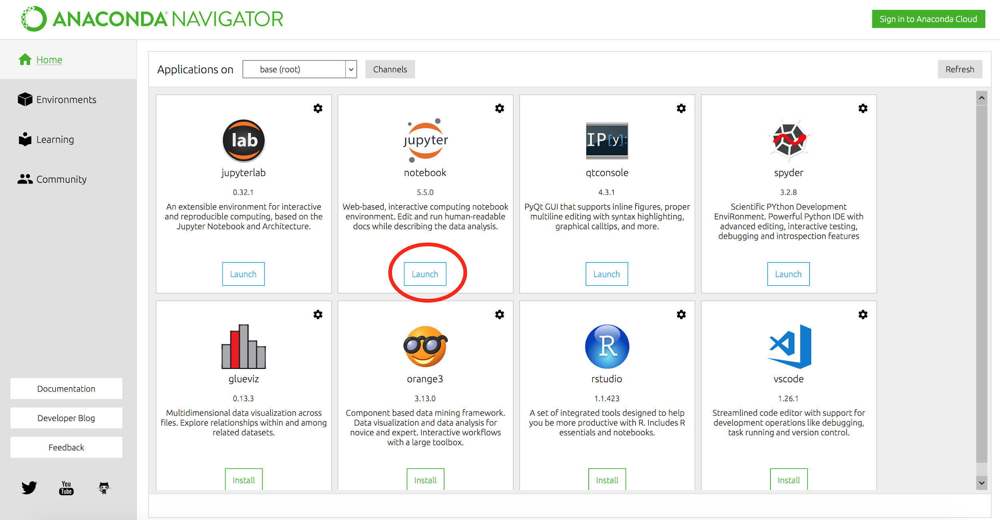 ANACONDA NAVIGATOR
Sign in to Anaconda Cloud
Home
Environments
Learning
Community
Documentation
Developer Blog
Feedback
You
Tube
Applications on
base (root)
Channels
Refresh
lab
jupyterlab
0.32.1
An extensible environment for interactive
and reproducible computing, based on the
Jupyter Notebook and Architecture.
Launch
jupyter
notebook
5.5.0
Web-based, interactive computing notebook
environment. Edit and run human-readable
docs while describing the data analysis.
Launch
IP[y]:
qtconsole
4.3.1
PyQt GUI that supports inline figures, proper
multiline editing with syntax highlighting,
graphical calltips, and more.
Launch
spyder
3.2.8
Scientific PYthon Development
EnviRonment. Powerful Python IDE with
advanced editing, interactive testing,
debugging and introspection features
Launch
glueviz
0.13.3
Multidimensional data visualization across
files. Explore relationships within and among
related datasets.
Install
orange3
3.13.0
Component based data mining framework.
Data visualization and data analysis for
novice and expert. Interactive workflows
with a large toolbox.
Install
R
rstudio
1.1.423
A set of integrated tools designed to help
you be more productive with R. Includes R
essentials and notebooks.
Install
vscode
1.26.1
Streamlined code editor with support for
development operations like debugging,
task running and version control.
Install